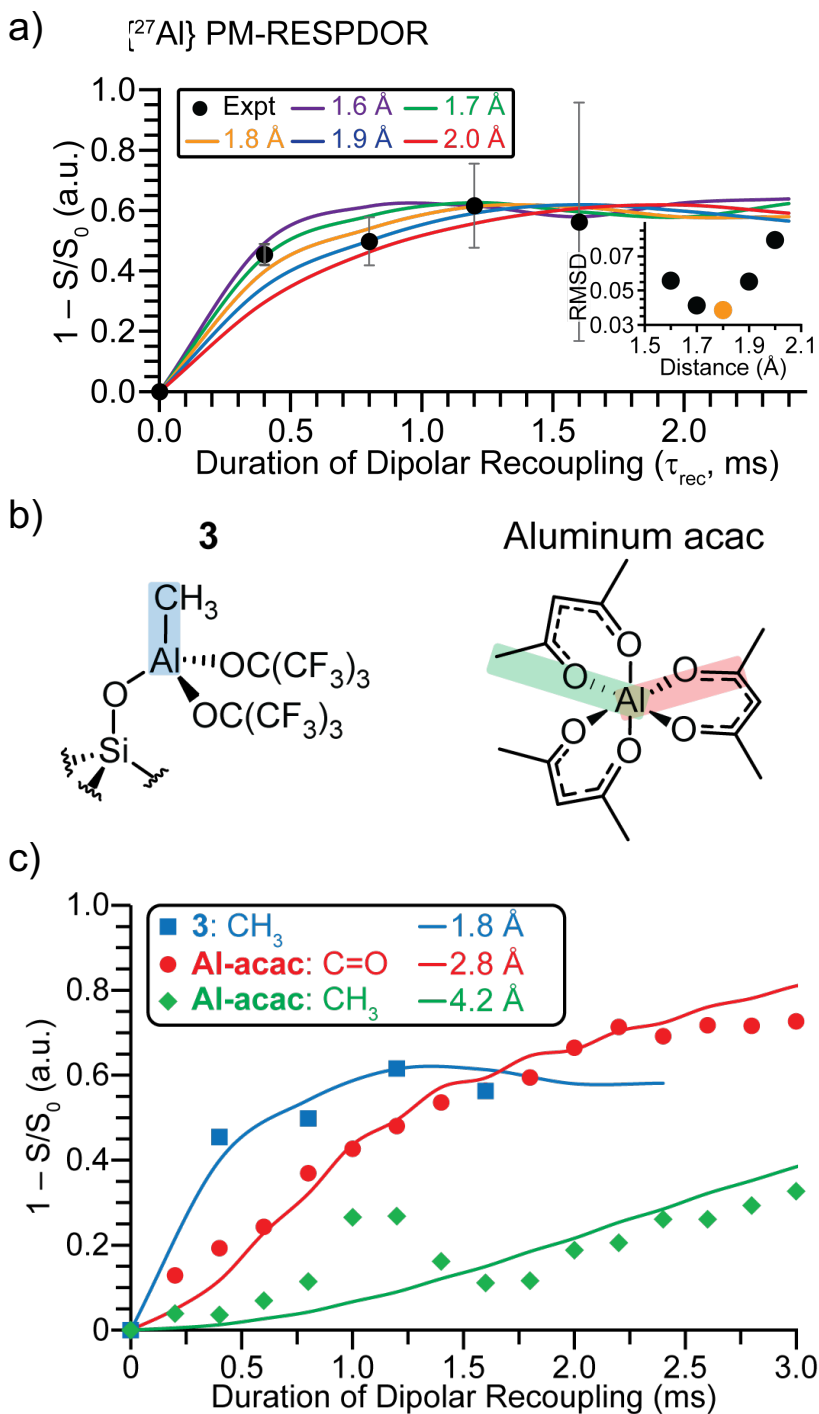 a)
{²⁷Al} PM-RESPDOR
Expt 1.6 Å 1.7 Å
1.8 Å 1.9 Å 2.0 Å
1.0
0.8
0.6
0.4
0.2
0.0
1 – S/S₀ (a.u.)
0.07
0.05
0.03
RMSD
1.5 1.7 1.9 2.1
Distance (Å)
0.0 0.5 1.0 1.5 2.0
Duration of Dipolar Recoupling (τrec, ms)
b)
3
CH₃
Al
OC(CF₃)₃
O
OC(CF₃)₃
Si
Aluminum acac
O
O
O
Al
O
O
O
c)
3: CH₃ 1.8 Å
Al-acac: C=O 2.8 Å
Al-acac: CH₃ 4.2 Å
1.0
0.8
0.6
0.4
0.2
0
1 – S/S₀ (a.u.)
0 0.5 1.0 1.5 2.0 2.5 3.0
Duration of Dipolar Recoupling (ms)